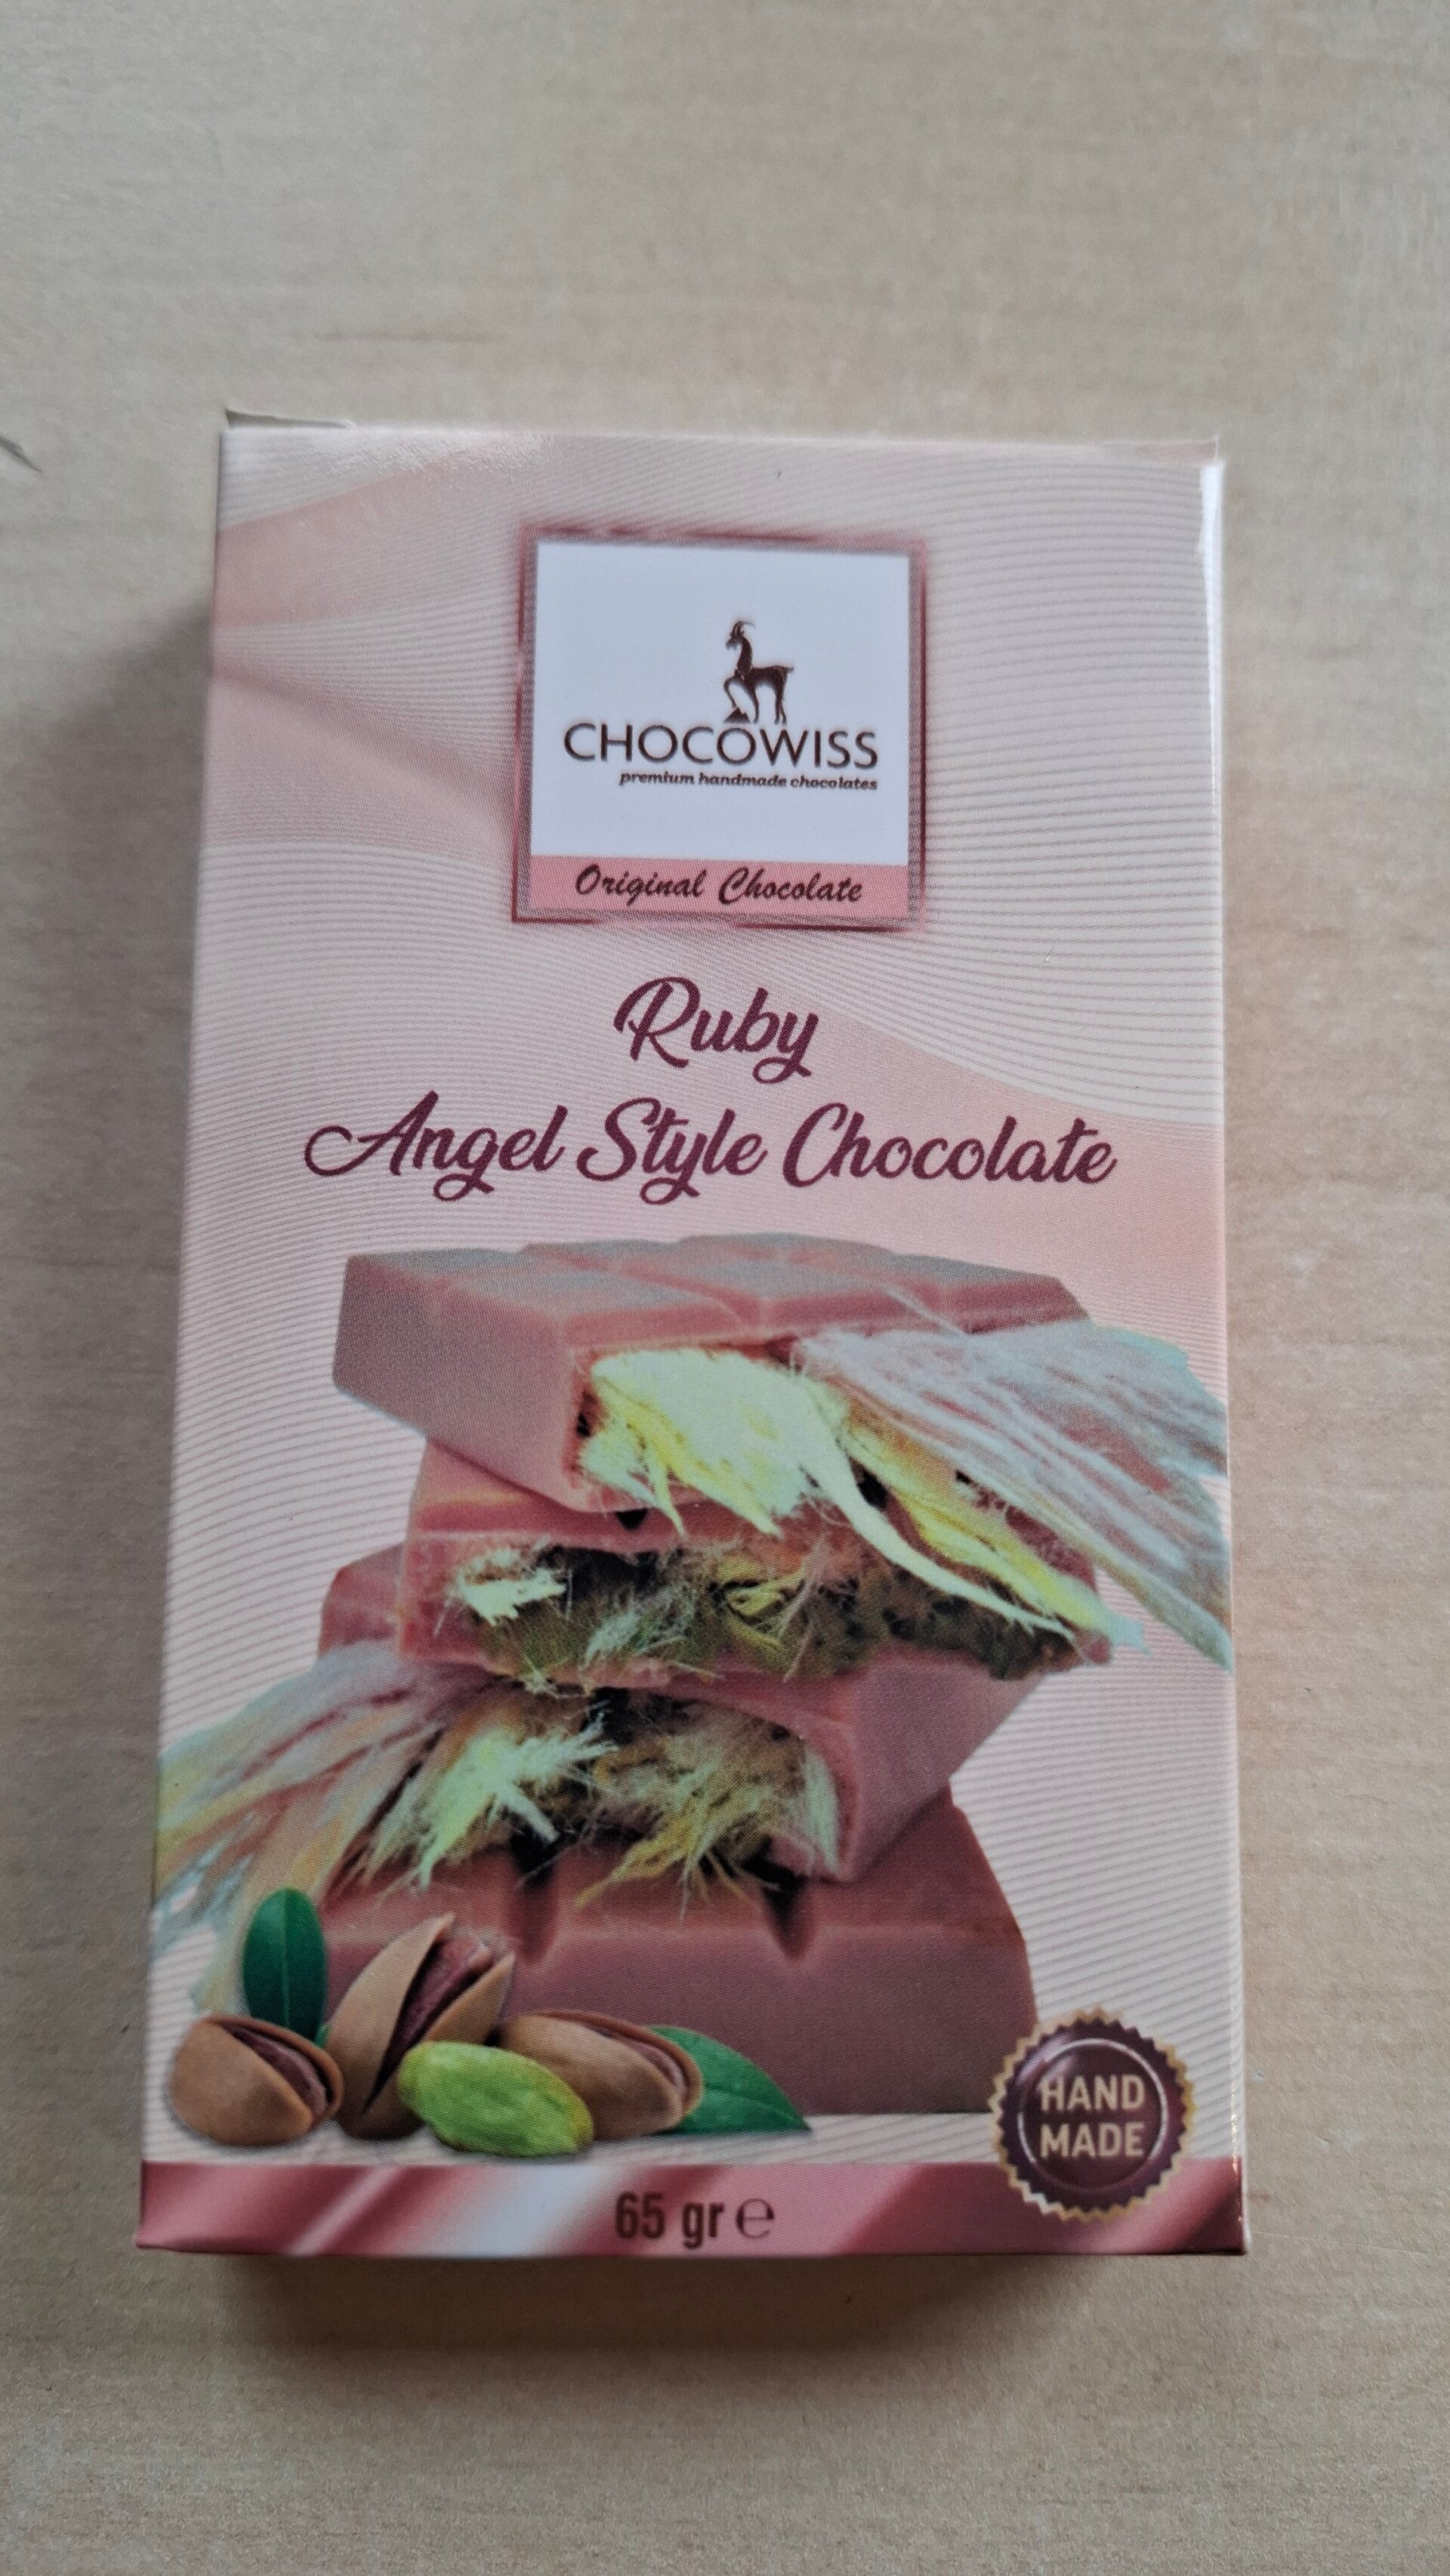 CHOCOWISS
premium handmade chocolates
Original Chocolate
Ruby
Angel Style Chocolate
HAND
MADE
65 gr ℮